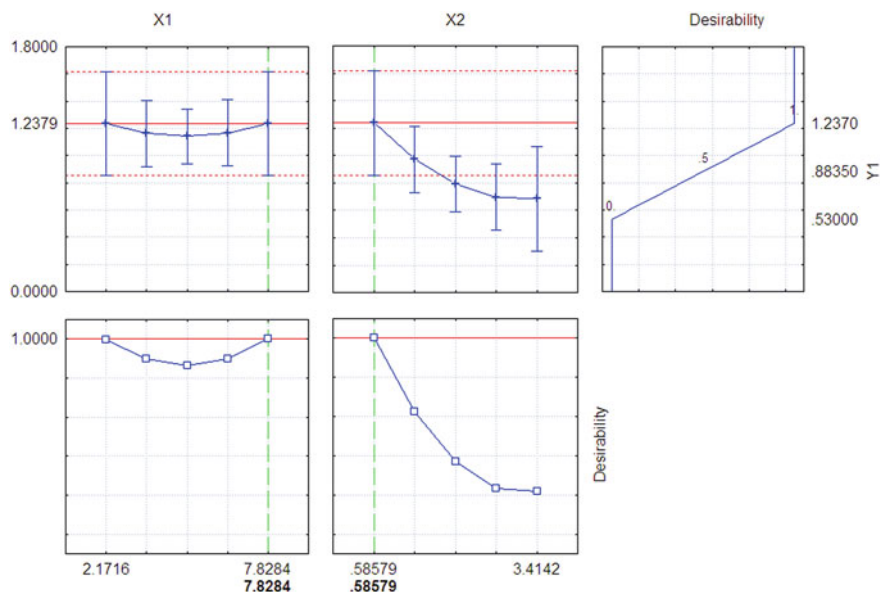 X1 X2 Desirability
1.8000
1.2379
0.0000
1.
.5
0.
1.2370
.88350
.53000
Y1
1.0000
Desirability
2.1716 7.8284 .58579 3.4142
7.8284 .58579